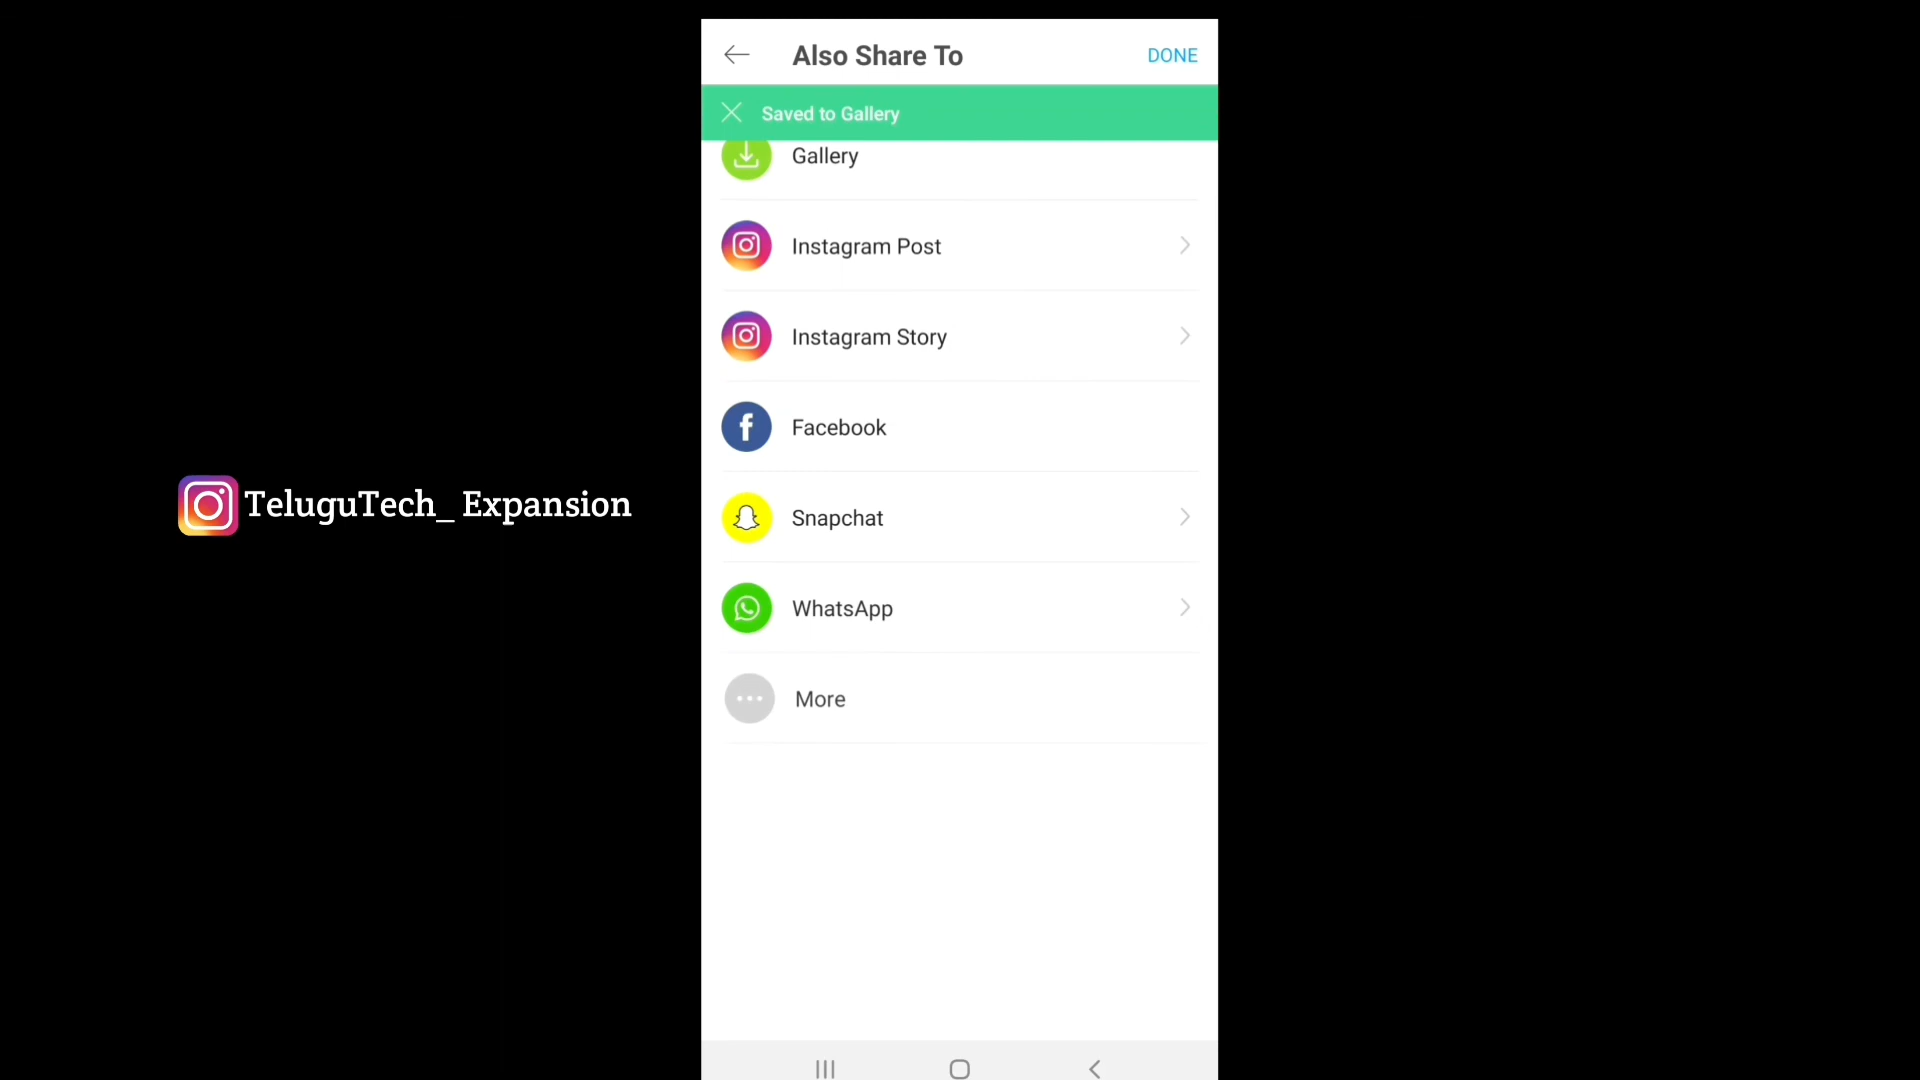 Also Share To
DONE
Saved to Gallery
Gallery
Instagram Post
Instagram Story
Facebook
TeluguTech_ Expansion
Snapchat
WhatsApp
More